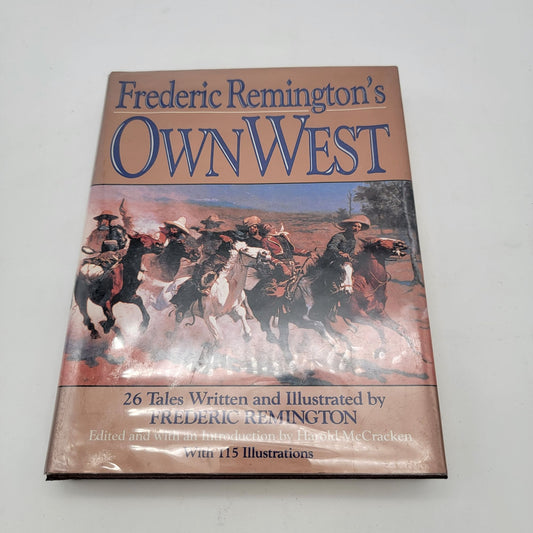 Frederic Remington's
OWN WEST
26 Tales Written and Illustrated by
FREDERIC REMINGTON
Edited and with an Introduction by Harold McCracken
With 115 Illustrations